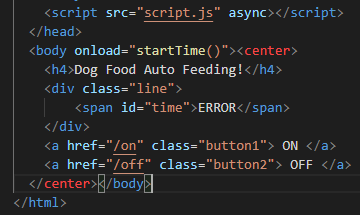 <script src="script.js" async></script>
</head>
<body onload="startTime()"><center>
<h4>Dog Food Auto Feeding!</h4>
<div class="line">
<span id="time">ERROR</span>
</div>
<a href="/on" class="button1"> ON </a>
<a href="/off" class="button2"> OFF </a>
</center></body>
</html>